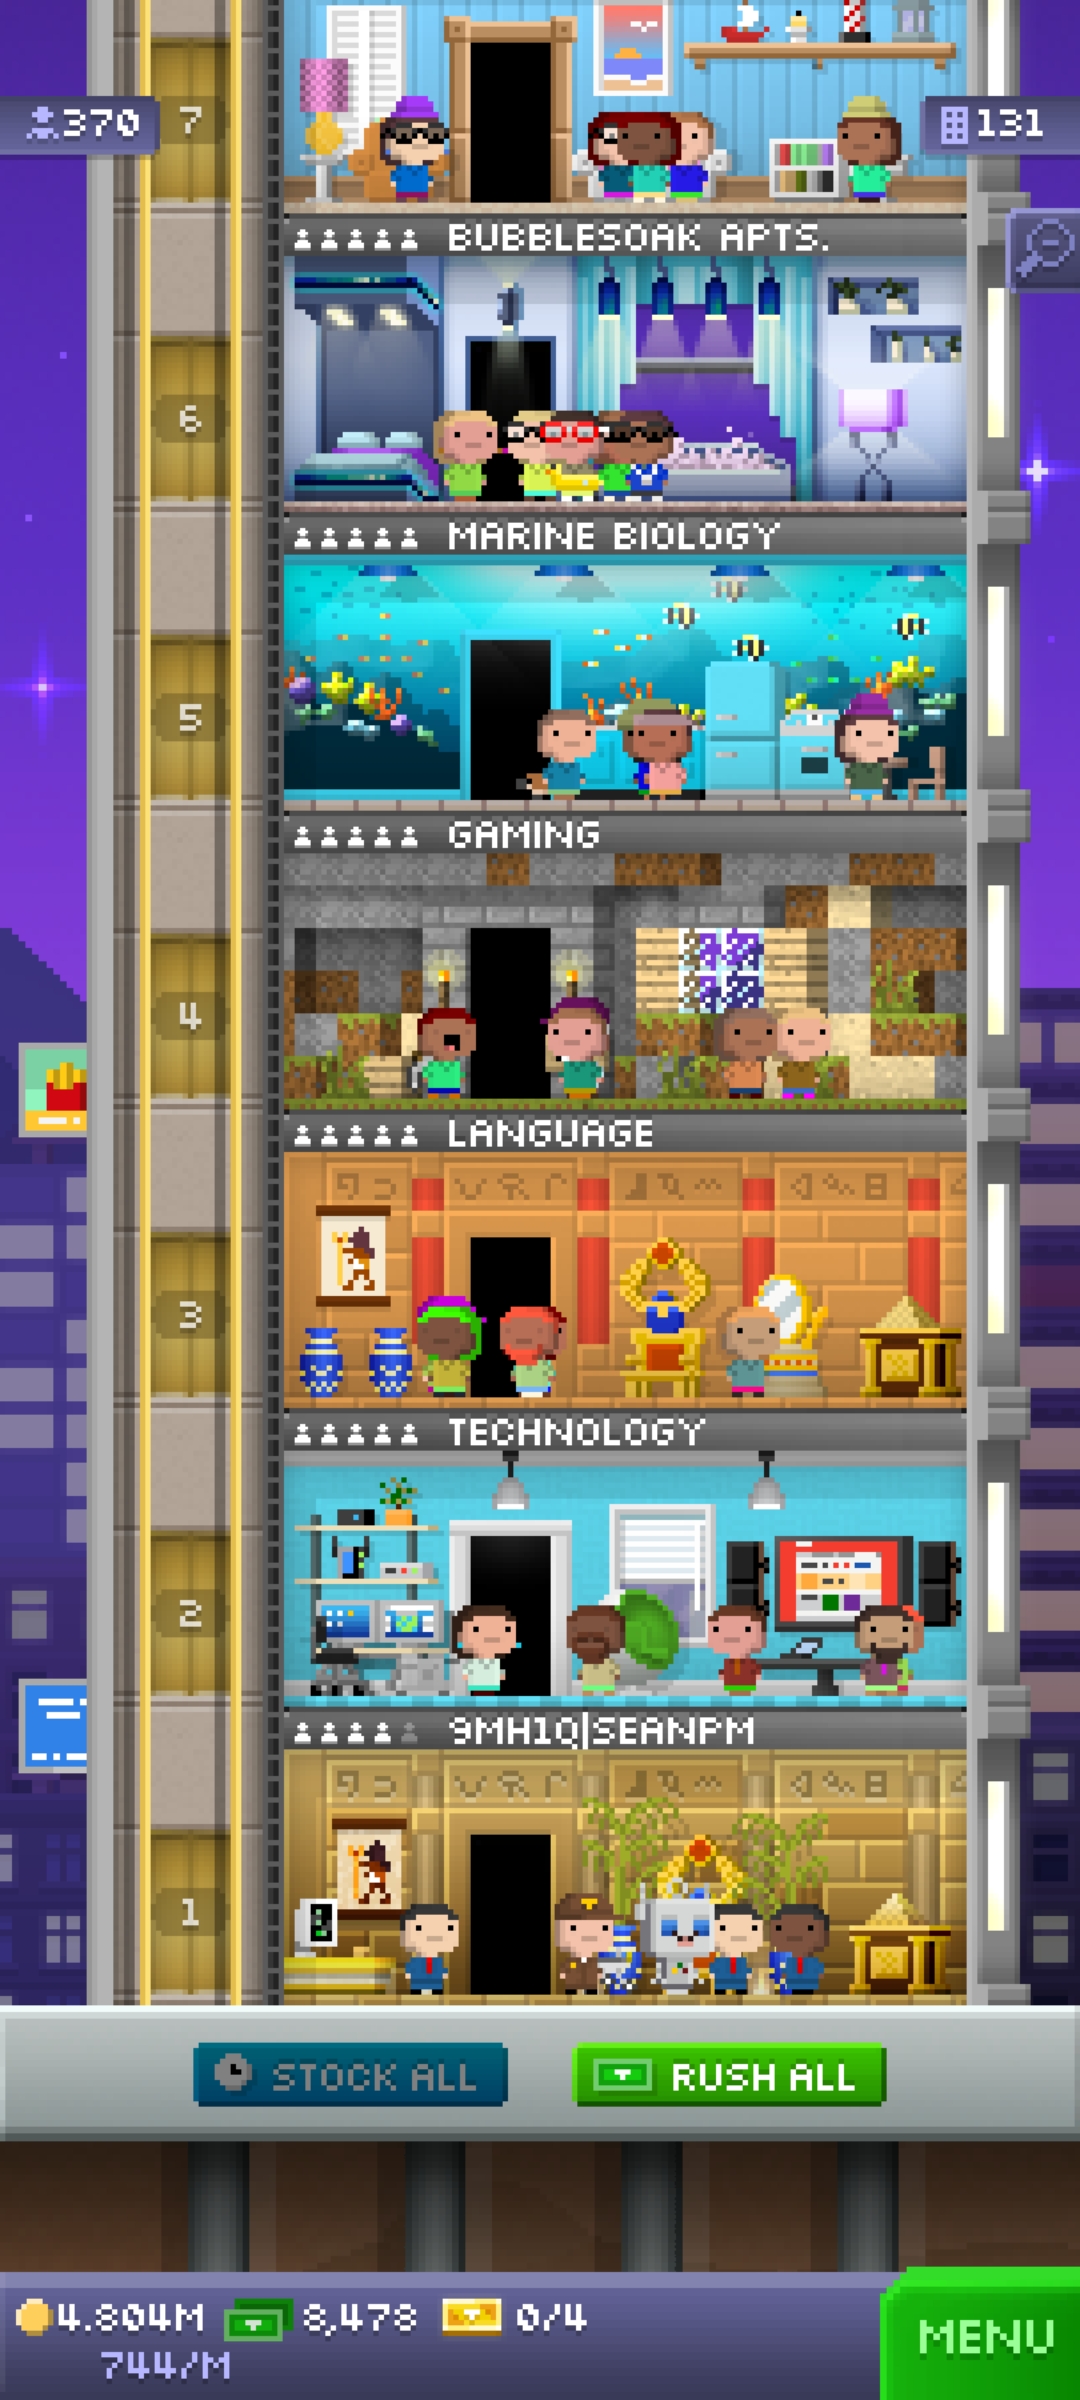 370
7
131
BUBBLESOAK APTS.
6
MARINE BIOLOGY
5
GAMING
4
LANGUAGE
3
TECHNOLOGY
2
9MH1Q|SEANPM
1
STOCK ALL
RUSH ALL
4.804M
8,478
0/4
744/M
MENU